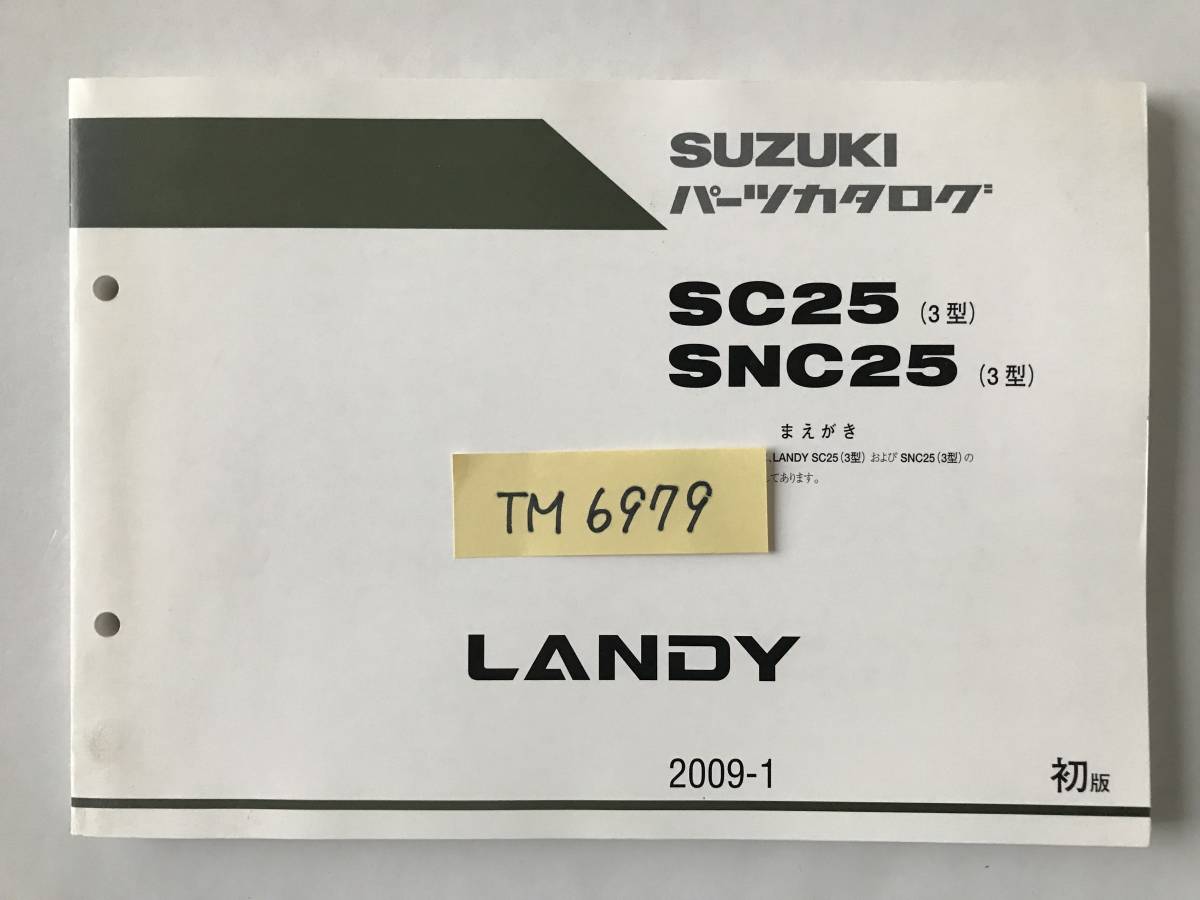 SUZUKI
パーツカタログ
SC25 (3型)
SNC25 (3型)
まえがき
、LANDY SC25(3型) および SNC25(3型)の
てあります。
TM 6979
LANDY
2009-1 初版